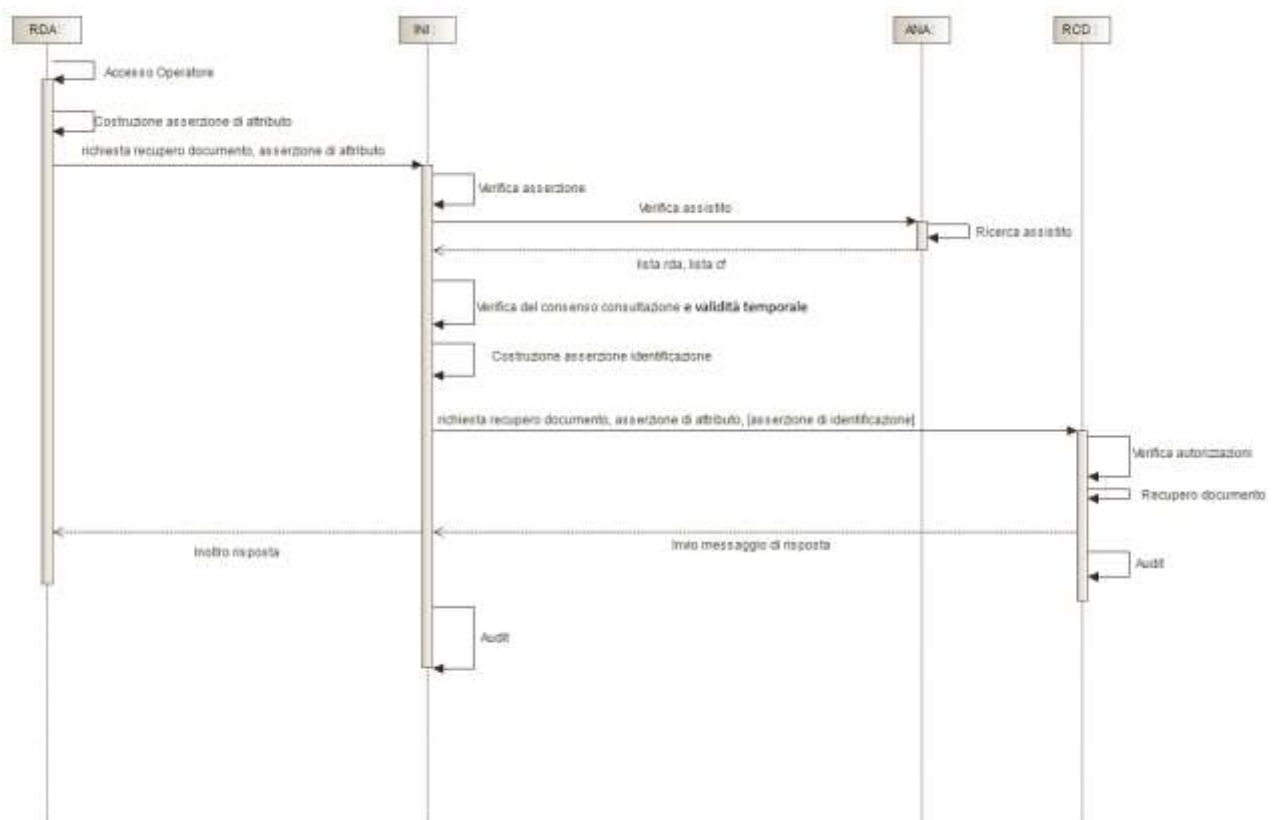 RDA:
INI :
ANA:
RCD :
Accesso Operatore
Costruzione asserzione di attributo
richiesta recupero documento, asserzione di attributo
Verifica asserzione
Verifica assistito
Ricerca assistito
lista rda, lista cf
Verifica del consenso consultazione e validità temporale
Costruzione asserzione identificazione
richiesta recupero documento, asserzione di attributo, [asserzione di identificazione]
Verifica autorizzazioni
Recupero documento
Invio messaggio di risposta
Inoltro risposta
Audit
Audit